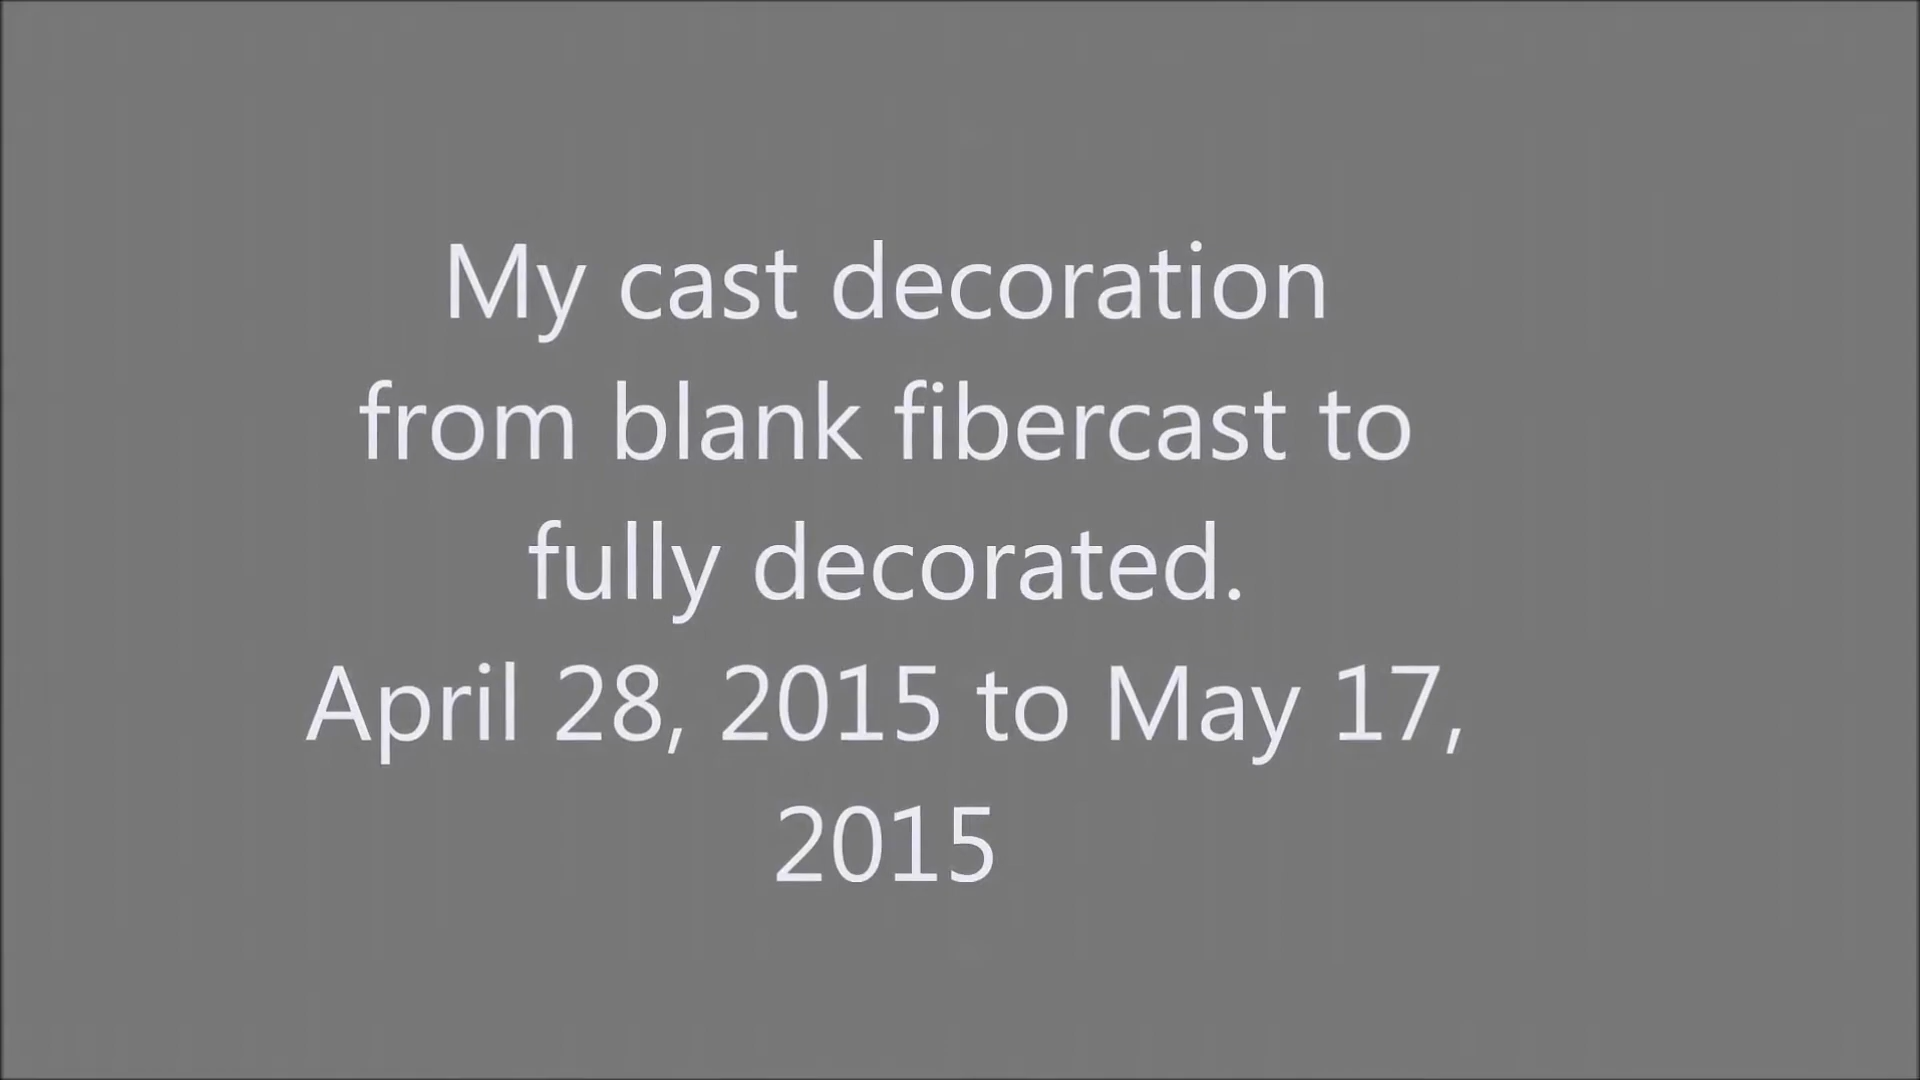 My cast decoration
from blank fibercast to
fully decorated.
April 28, 2015 to May 17,
2015